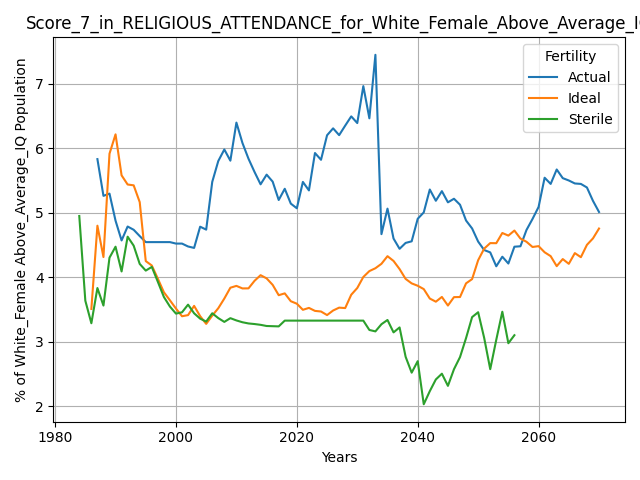 Score_7_in_RELIGIOUS_ATTENDANCE_for_White_Female_Above_Average_IQ
Fertility
Actual
Ideal
Sterile
% of White_Female Above_Average_IQ Population
7
6
5
4
3
2
1980
2000
2020
2040
2060
Years